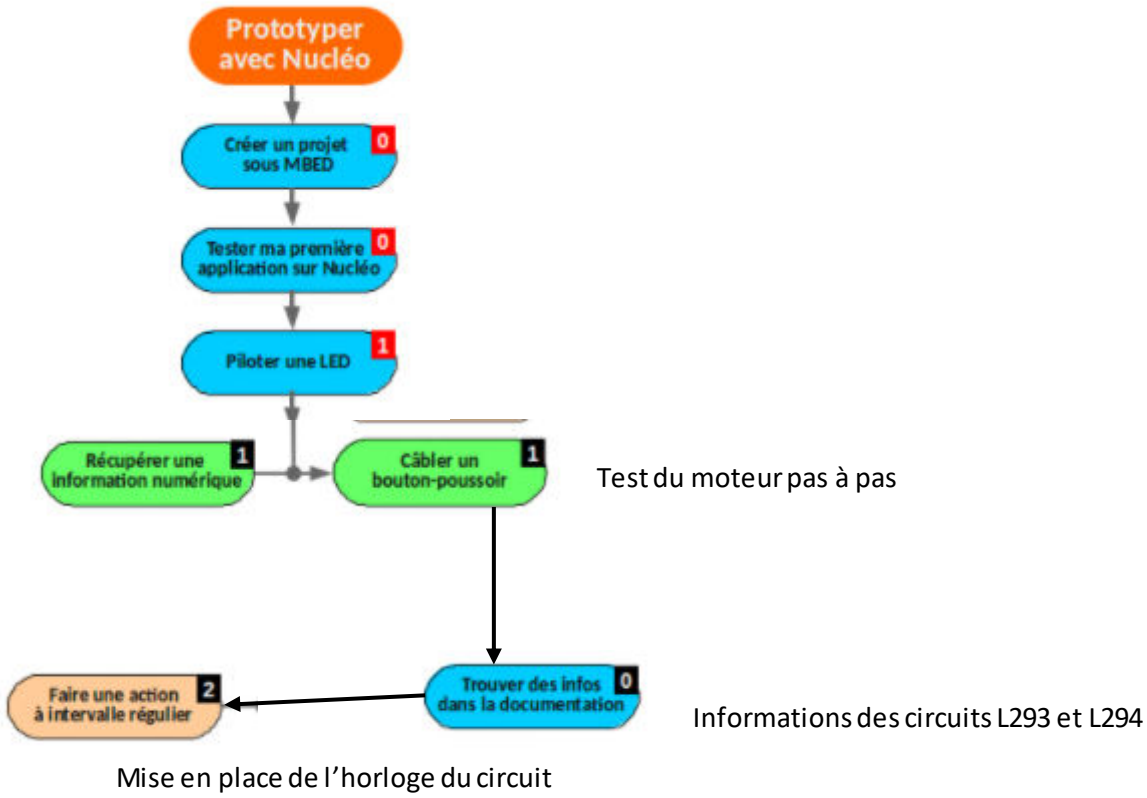 Prototyper
avec Nucléo
Créer un projet
sous MBED
0
Tester ma première
application sur Nucléo
0
Piloter une LED
1
Récupérer une
information numérique
1
Câbler un
bouton-poussoir
1
Test du moteur pas à pas
Faire une action
à intervalle régulier
2
Trouver des infos
dans la documentation
0
Informations des circuits L293 et L294
Mise en place de l'horloge du circuit